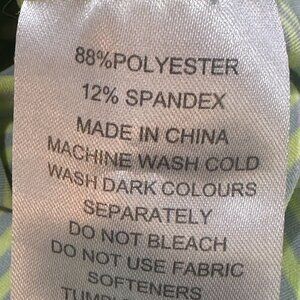 88%POLYESTER
12% SPANDEX
MADE IN CHINA
MACHINE WASH COLD
WASH DARK COLOURS
SEPARATELY
DO NOT BLEACH
DO NOT USE FABRIC
SOFTENERS